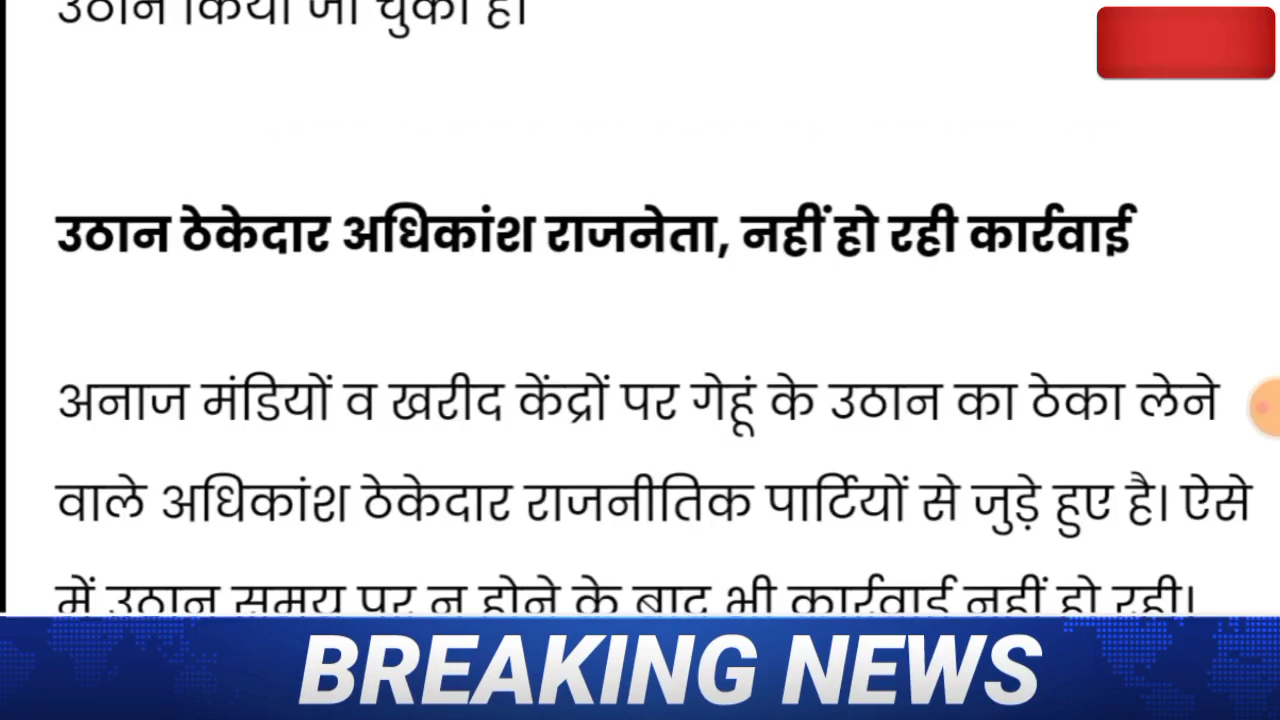 उठान किया जा चुका है।
उठान ठेकेदार अधिकांश राजनेता, नहीं हो रही कार्रवाई
अनाज मंडियों व खरीद केंद्रों पर गेहूं के उठान का ठेका लेने
वाले अधिकांश ठेकेदार राजनीतिक पार्टियों से जुड़े हुए है। ऐसे
में उठान समय पर न होने के बाद भी कार्रवाई नहीं हो रही।
BREAKING NEWS